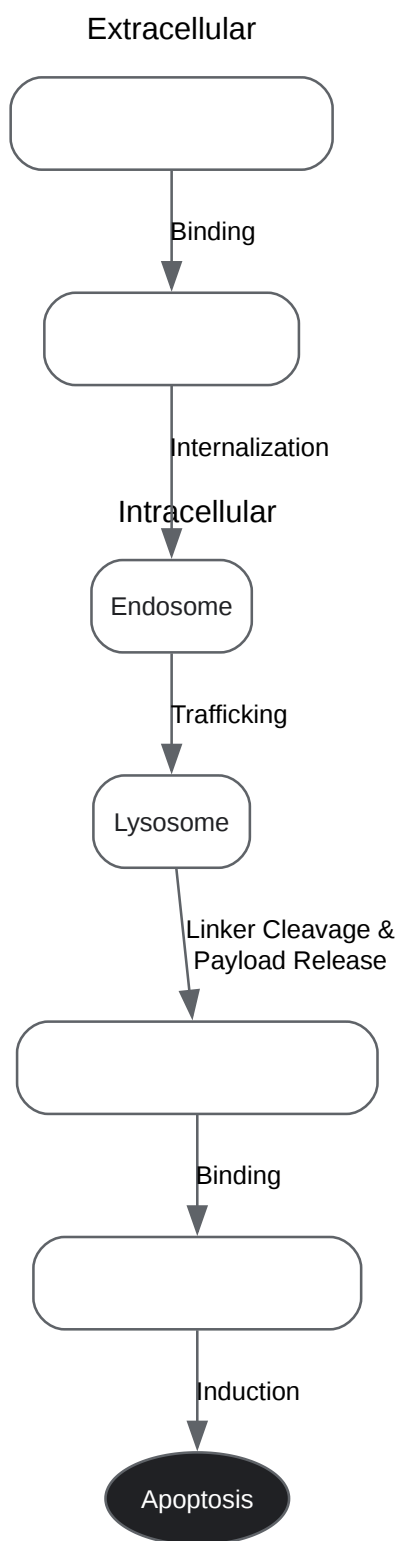 Extracellular
Binding
Internalization
Intracellular
Endosome
Trafficking
Lysosome
Linker Cleavage &
Payload Release
Binding
Induction
Apoptosis